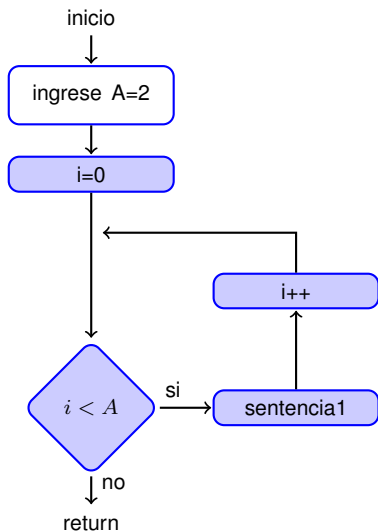 inicio
ingrese A=2
i=0
i++
i < A
si
sentencia1
no
return